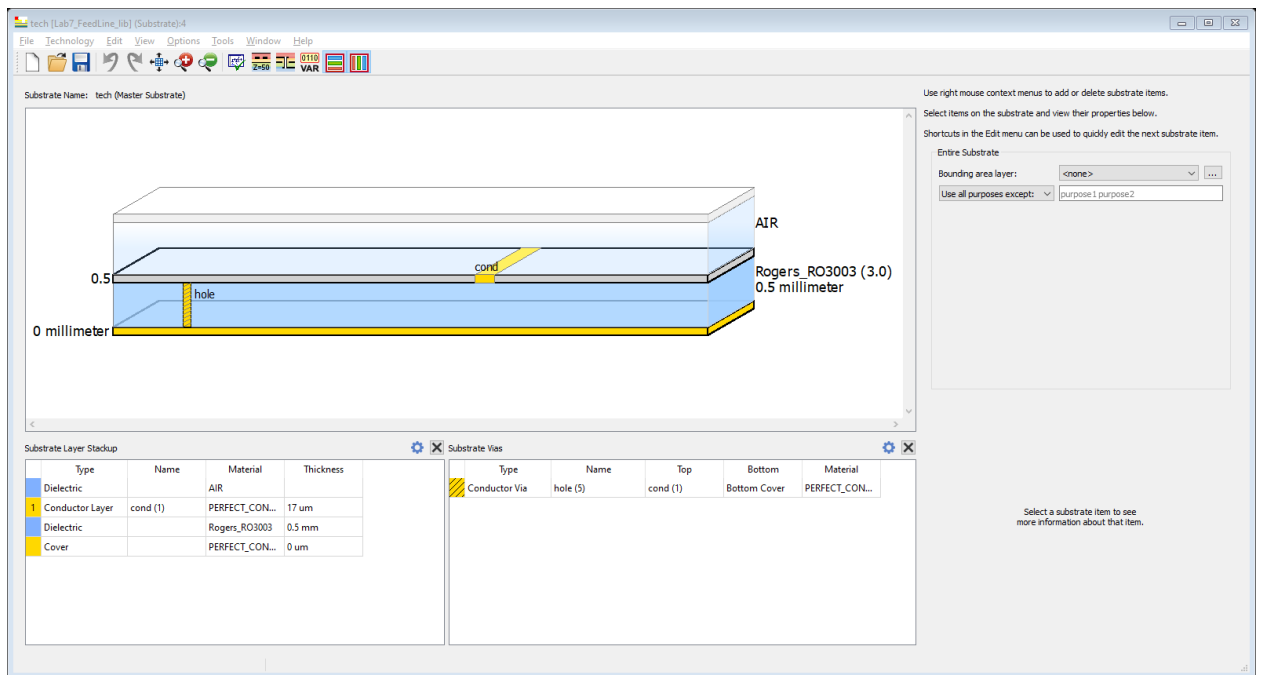 tech [Lab7_FeedLine_lib] (Substrate):4
File Technology Edit View Options Tools Window Help
Z=50
0110
VAR
Substrate Name: tech (Master Substrate)
AIR
cond
0.5
hole
Rogers_RO3003 (3.0)
0.5 millimeter
0 millimeter
Use right mouse context menus to add or delete substrate items.
Select items on the substrate and view their properties below.
Shortcuts in the Edit menu can be used to quickly edit the next substrate item.
Entire Substrate
Bounding area layer: <none> ...
Use all purposes except: purpose1 purpose2
Substrate Layer Stackup
Type Name Material Thickness
Dielectric AIR
1 Conductor Layer cond (1) PERFECT_CON... 17 um
Dielectric Rogers_RO3003 0.5 mm
Cover PERFECT_CON... 0 um
Substrate Vias
Type Name Top Bottom Material
Conductor Via hole (5) cond (1) Bottom Cover PERFECT_CON...
Select a substrate item to see
more information about that item.